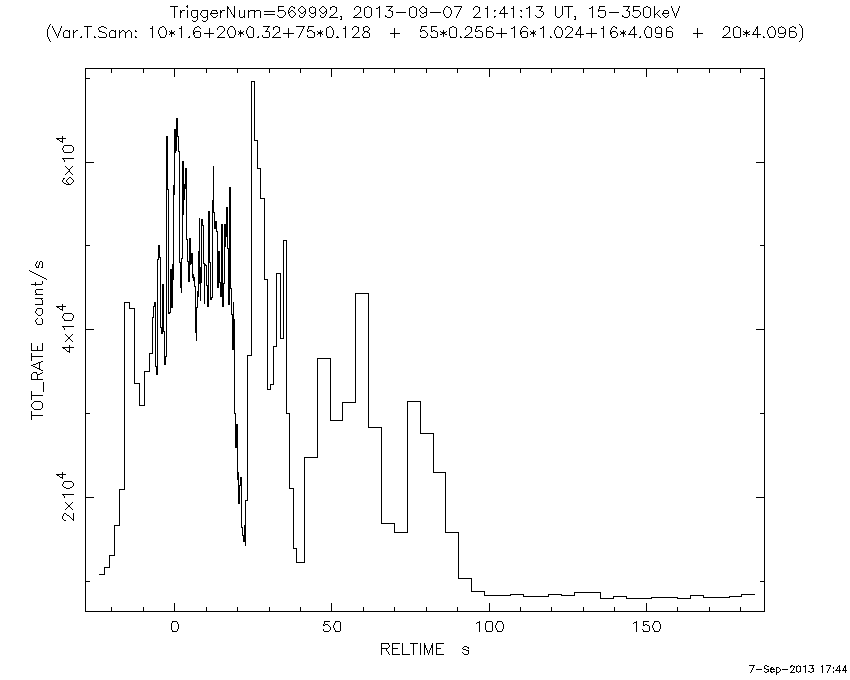 TriggerNum=569992, 2013-09-07 21:41:13 UT, 15-350keV
(Var.T.Sam: 10*1.6+20*0.32+75*0.128 + 55*0.256+16*1.024+16*4.096 + 20*4.096)
6×10⁴
4×10⁴
2×10⁴
TOT_RATE count/s
0 50 100 150
RELTIME s
7-Sep-2013 17:44